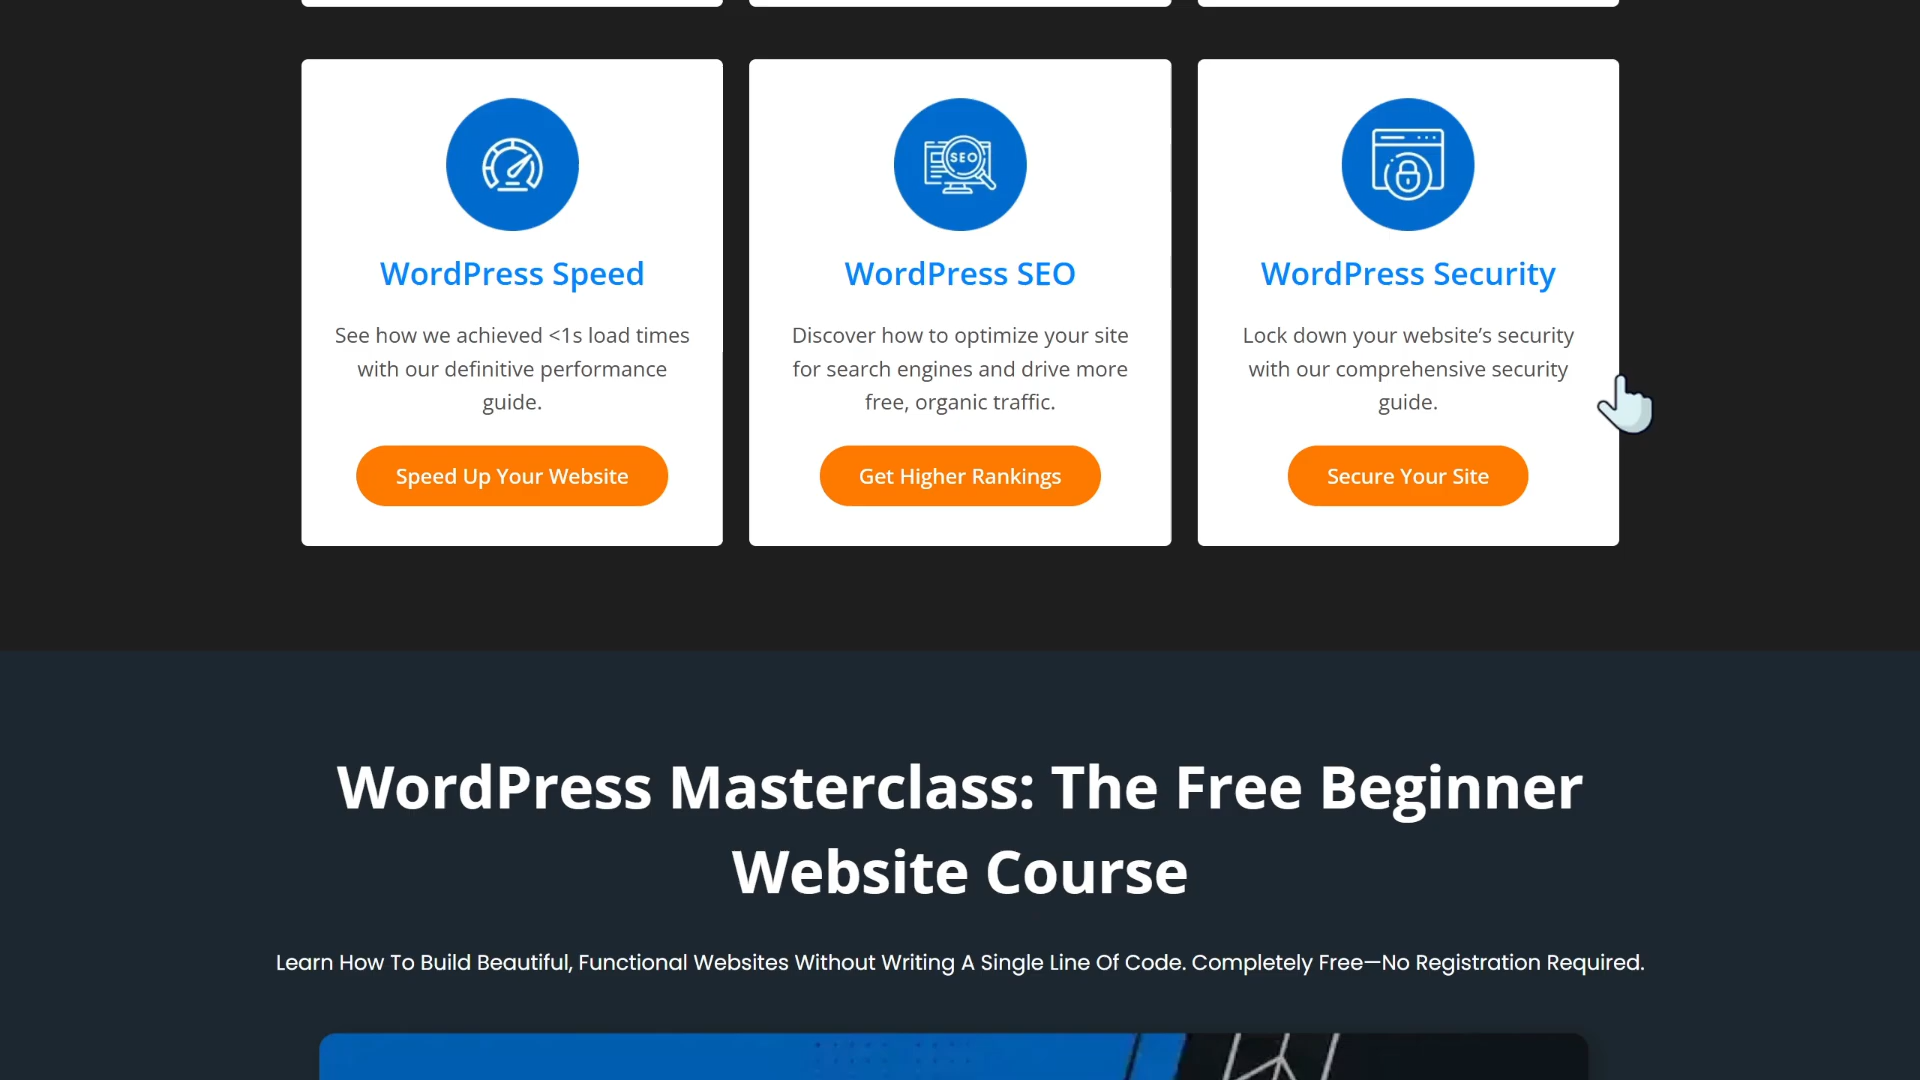 SEO
WordPress Speed
See how we achieved <1s load times
with our definitive performance
guide.
Speed Up Your Website
WordPress SEO
Discover how to optimize your site
for search engines and drive more
free, organic traffic.
Get Higher Rankings
WordPress Security
Lock down your website’s security
with our comprehensive security
guide.
Secure Your Site
WordPress Masterclass: The Free Beginner
Website Course
Learn How To Build Beautiful, Functional Websites Without Writing A Single Line Of Code. Completely Free—No Registration Required.